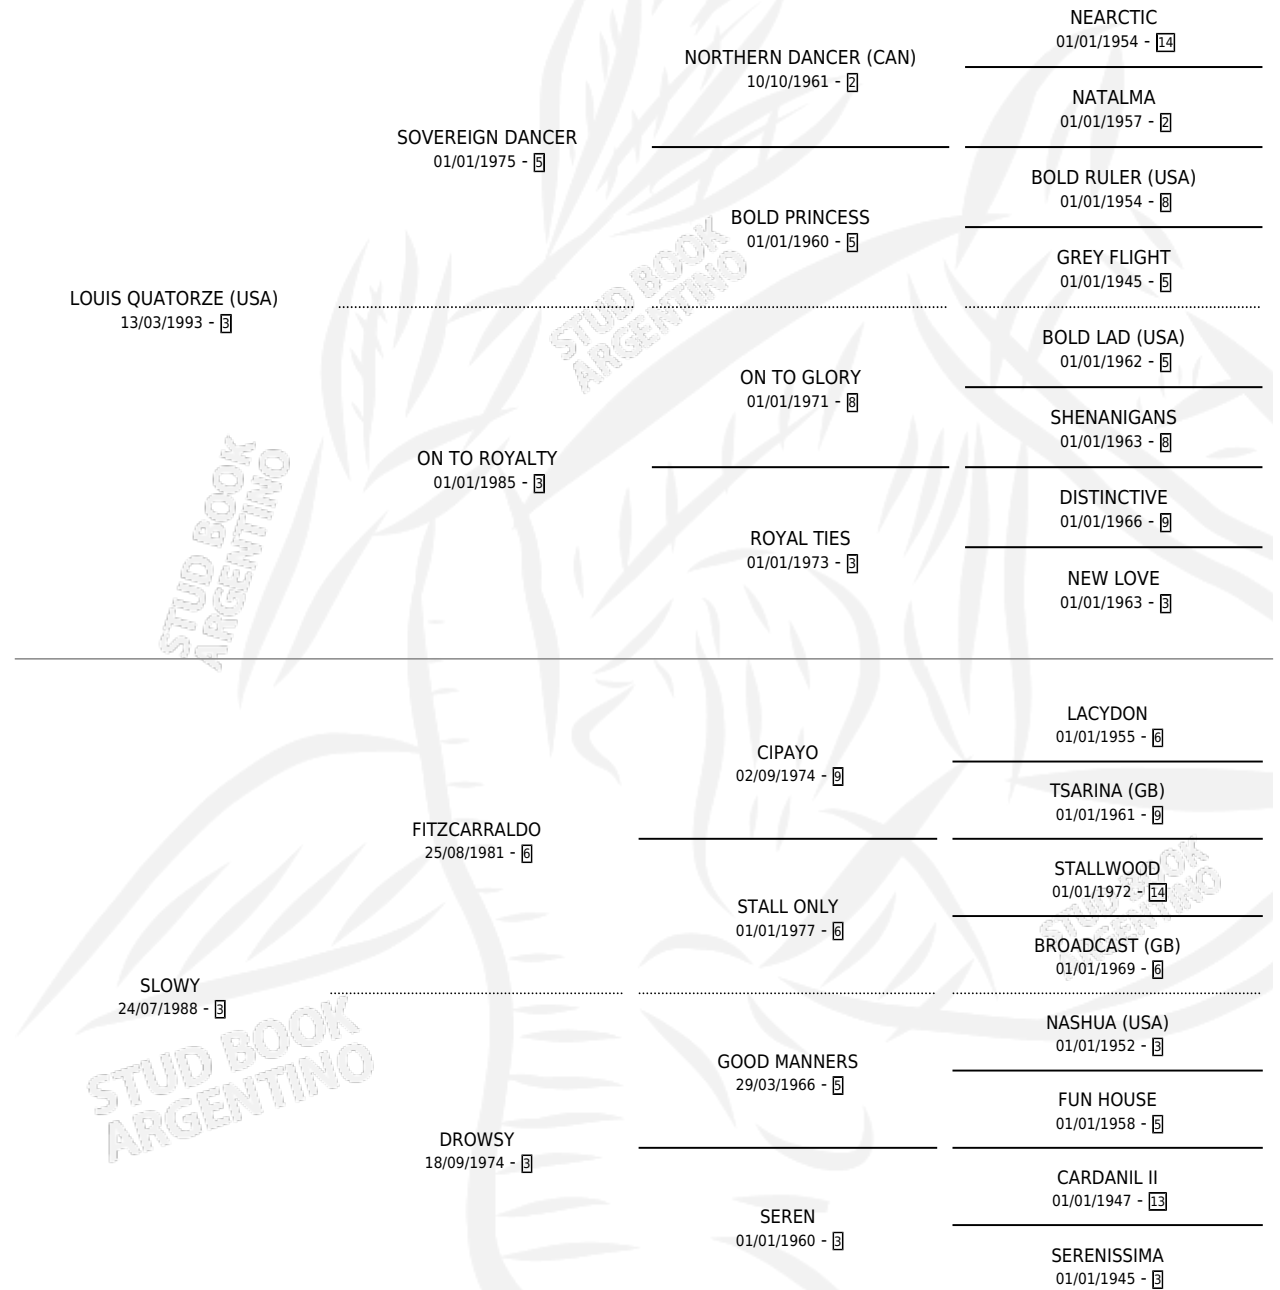 NEARCTIC
01/01/1954 - 14
NORTHERN DANCER (CAN)
10/10/1961 - 2
NATALMA
01/01/1957 - 2
SOVEREIGN DANCER
01/01/1975 - 5
BOLD RULER (USA)
01/01/1954 - 8
BOLD PRINCESS
01/01/1960 - 5
GREY FLIGHT
01/01/1945 - 5
LOUIS QUATORZE (USA)
13/03/1993 - 3
STUD BOOK
ARGENTINO
BOLD LAD (USA)
01/01/1962 - 5
ON TO GLORY
01/01/1971 - 8
SHENANIGANS
01/01/1963 - 8
ON TO ROYALTY
01/01/1985 - 3
DISTINCTIVE
01/01/1966 - 9
ROYAL TIES
01/01/1973 - 3
NEW LOVE
01/01/1963 - 3
STUD BOOK
ARGENTINO
LACYDON
01/01/1955 - 6
CIPAYO
02/09/1974 - 9
TSARINA (GB)
01/01/1961 - 9
FITZCARRALDO
25/08/1981 - 6
STALLWOOD
01/01/1972 - 14
STALL ONLY
01/01/1977 - 6
BROADCAST (GB)
01/01/1969 - 6
STUD BOOK
ARGENTINO
SLOWY
24/07/1988 - 3
NASHUA (USA)
01/01/1952 - 3
GOOD MANNERS
29/03/1966 - 5
FUN HOUSE
01/01/1958 - 5
STUD BOOK
ARGENTINO
DROWSY
18/09/1974 - 3
CARDANIL II
01/01/1947 - 13
SEREN
01/01/1960 - 3
SERENISSIMA
01/01/1945 - 3